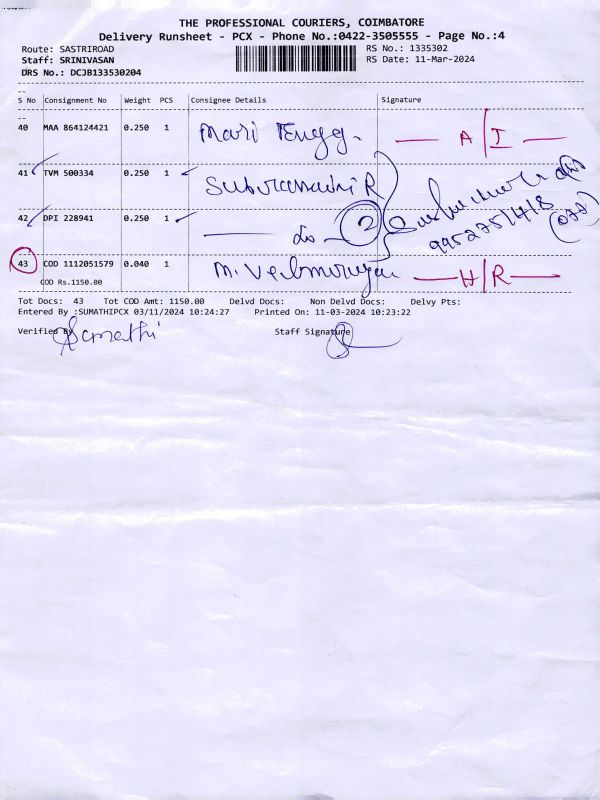 THE PROFESSIONAL COURIERS, COIMBATORE
Delivery Runsheet - PCX - Phone No.:0422-3505555 - Page No.:4
Route: SASTRIROAD RS No.: 1335302
Staff: SRINIVASAN RS Date: 11-Mar-2024
DRS No.: DCJB133530204
S No Consignment No Weight PCS Consignee Details Signature
40 MAA 864124421 0.250 1 Mari Engg. A/I
41 TVM 500334 0.250 1 Subramani R
42 DPI 228941 0.250 1 do 2
43 COD 1112051579 0.040 1 M. Velmurugan H/R
COD Rs.1150.00
Tot Docs: 43 Tot COD Amt: 1150.00 Delvd Docs: Non Delvd Docs: Delvy Pts:
Entered By :SUMATHIPCX 03/11/2024 10:24:27 Printed On: 11-03-2024 10:23:22
Verified By Sumathi Staff Signature